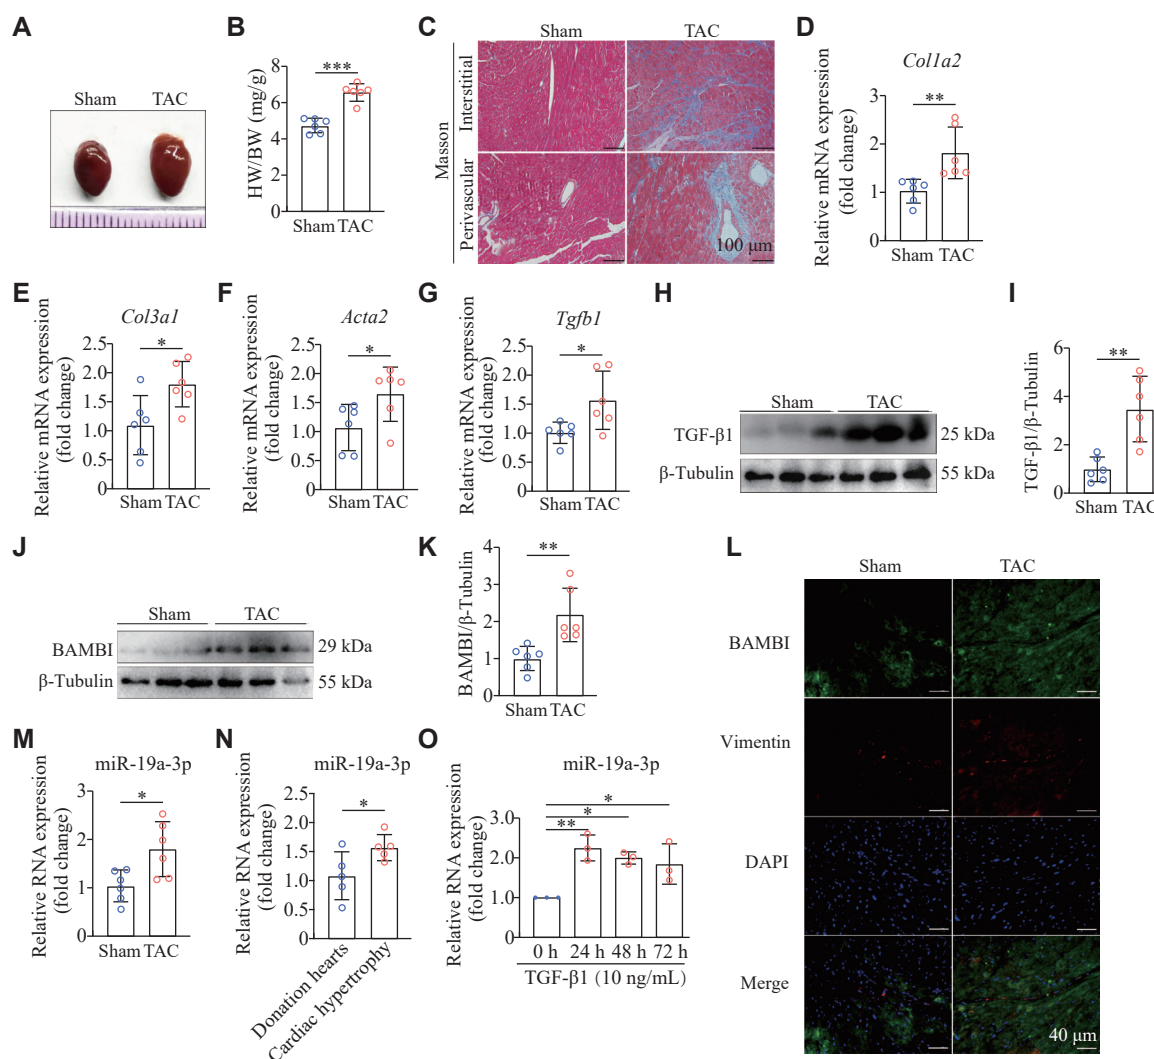 A
Sham TAC
B
HW/BW (mg/g)
8
6
4
2
0
***
Sham TAC
C
Sham TAC
Masson
Interstitial
Perivascular
100 μm
D
Col1a2
Relative mRNA expression
(fold change)
3
2
1
0
**
Sham TAC
E
Col3a1
Relative mRNA expression
(fold change)
2.5
2.0
1.5
1.0
0.5
*
Sham TAC
F
Acta2
Relative mRNA expression
(fold change)
2.5
2.0
1.5
1.0
0.5
*
Sham TAC
G
Tgfb1
Relative mRNA expression
(fold change)
2.5
2.0
1.5
1.0
0.5
*
Sham TAC
H
Sham TAC
TGF-β1 25 kDa
β-Tubulin 55 kDa
I
TGF-β1/β-Tubulin
6
4
2
0
**
Sham TAC
J
Sham TAC
BAMBI 29 kDa
β-Tubulin 55 kDa
K
BAMBI/β-Tubulin
4
3
2
1
0
**
Sham TAC
L
Sham TAC
BAMBI
Vimentin
DAPI
Merge
40 μm
M
miR-19a-3p
Relative RNA expression
(fold change)
3
2
1
0
*
Sham TAC
N
miR-19a-3p
Relative RNA expression
(fold change)
2.5
2.0
1.5
1.0
0.5
*
Donation hearts
Cardiac hypertrophy
O
miR-19a-3p
Relative RNA expression
(fold change)
3.0
2.0
1.0
0
*
*
**
0 h 24 h 48 h 72 h
TGF-β1 (10 ng/mL)